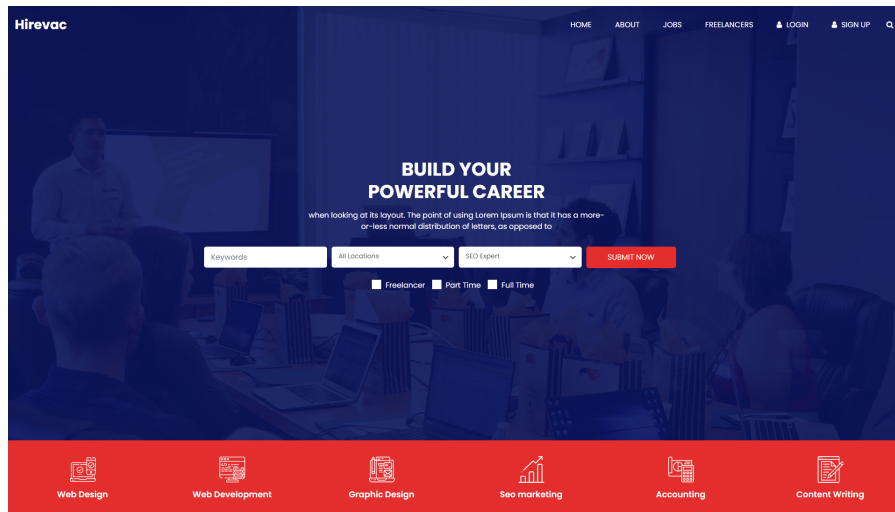 Hirevac
HOME ABOUT JOBS FREELANCERS LOGIN SIGN UP
BUILD YOUR
POWERFUL CAREER
when looking at its layout. The point of using Lorem Ipsum is that it has a more-
or-less normal distribution of letters, as opposed to
Keywords All Locations SEO Expert SUBMIT NOW
Freelancer Part Time Full Time
Web Design Web Development Graphic Design Seo marketing Accounting Content Writing